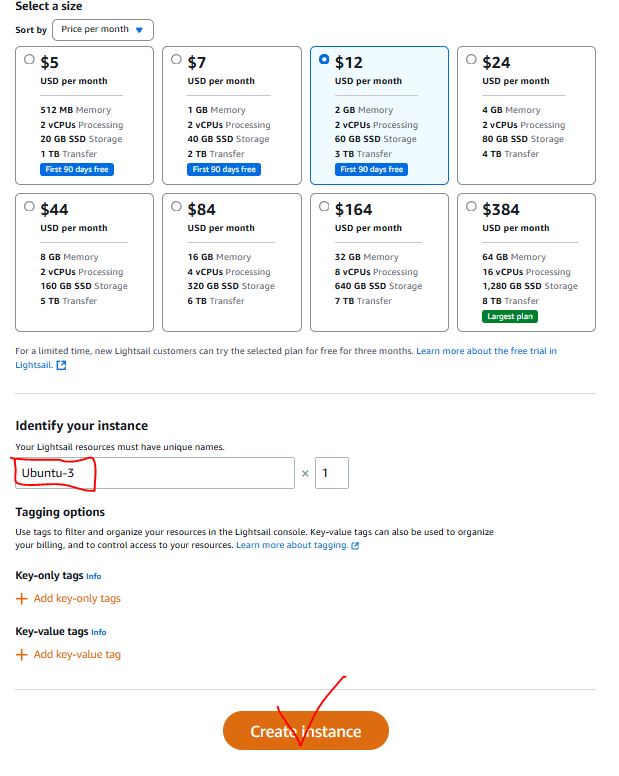 Select a size
Sort by Price per month
$5
USD per month
512 MB Memory
2 vCPUs Processing
20 GB SSD Storage
1 TB Transfer
First 90 days free
$7
USD per month
1 GB Memory
2 vCPUs Processing
40 GB SSD Storage
2 TB Transfer
First 90 days free
$12
USD per month
2 GB Memory
2 vCPUs Processing
60 GB SSD Storage
3 TB Transfer
First 90 days free
$24
USD per month
4 GB Memory
2 vCPUs Processing
80 GB SSD Storage
4 TB Transfer
$44
USD per month
8 GB Memory
2 vCPUs Processing
160 GB SSD Storage
5 TB Transfer
$84
USD per month
16 GB Memory
4 vCPUs Processing
320 GB SSD Storage
6 TB Transfer
$164
USD per month
32 GB Memory
8 vCPUs Processing
640 GB SSD Storage
7 TB Transfer
$384
USD per month
64 GB Memory
16 vCPUs Processing
1,280 GB SSD Storage
8 TB Transfer
Largest plan
For a limited time, new Lightsail customers can try the selected plan for free for three months. Learn more about the free trial in
Lightsail.
Identify your instance
Your Lightsail resources must have unique names.
Ubuntu-3 × 1
Tagging options
Use tags to filter and organize your resources in the Lightsail console. Key-value tags can also be used to organize
your billing, and to control access to your resources. Learn more about tagging.
Key-only tags Info
+ Add key-only tags
Key-value tags Info
+ Add key-value tag
Create instance